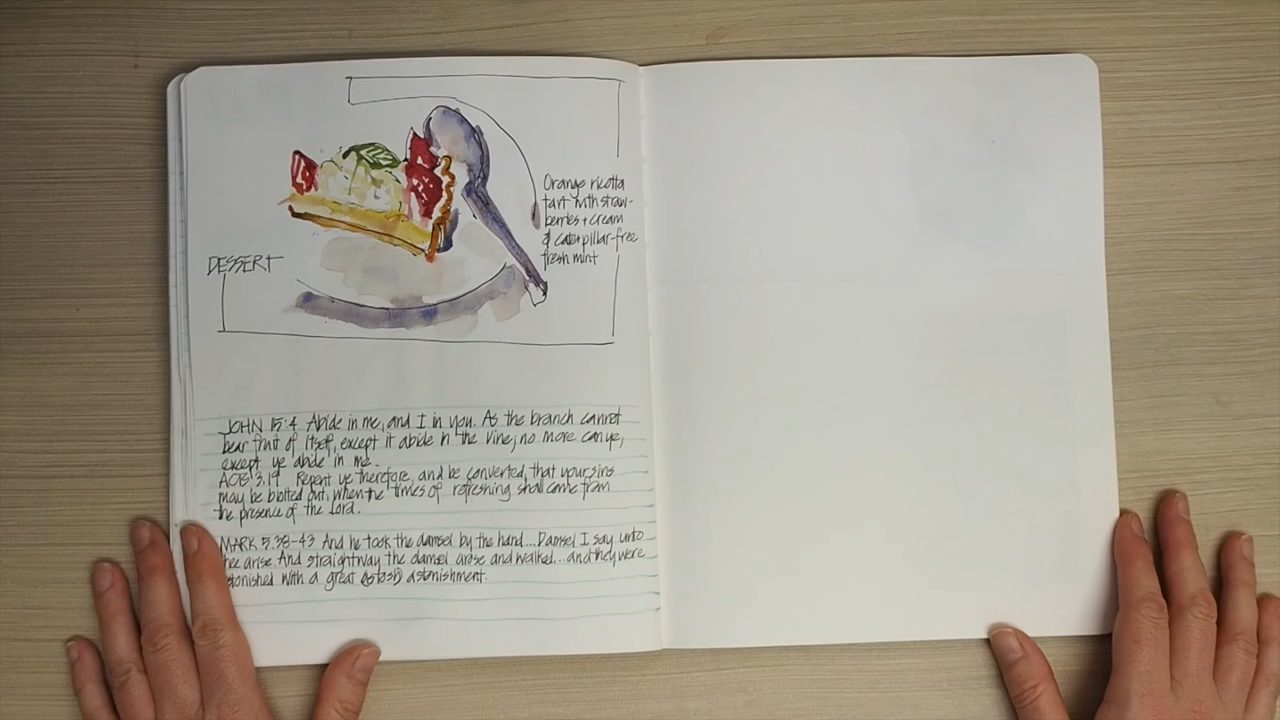 Orange ricotta
tart with straw-
berries + cream
& caterpillar-free
fresh mint
DESSERT
JOHN 15:4 Abide in me, and I in you. As the branch cannot
bear fruit of itself, except it abide in the vine; no more can ye,
except ye abide in me.
ACTS 3.19 Repent ye therefore, and be converted, that your sins
may be blotted out, when the times of refreshing shall come from
the presence of the Lord.
MARK 5.38-43 And he took the damsel by the hand... Damsel I say unto
thee arise. And straightway the damsel arose and walked... and they were
astonished with a great astonishment.